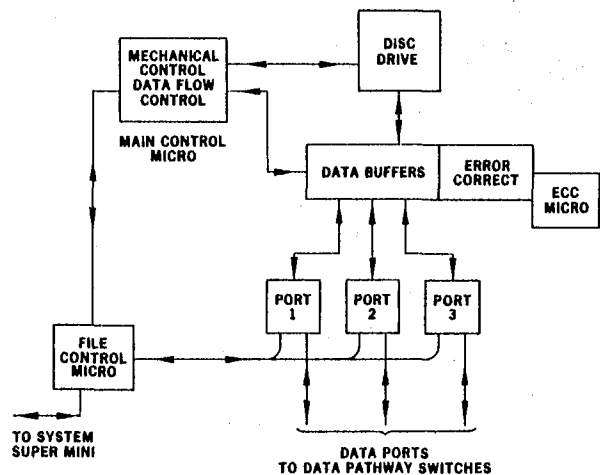 MECHANICAL
CONTROL
DATA FLOW
CONTROL
MAIN CONTROL
MICRO
DISC
DRIVE
DATA BUFFERS
ERROR
CORRECT
ECC
MICRO
PORT
1
PORT
2
PORT
3
FILE
CONTROL
MICRO
TO SYSTEM
SUPER MINI
DATA PORTS
TO DATA PATHWAY SWITCHES